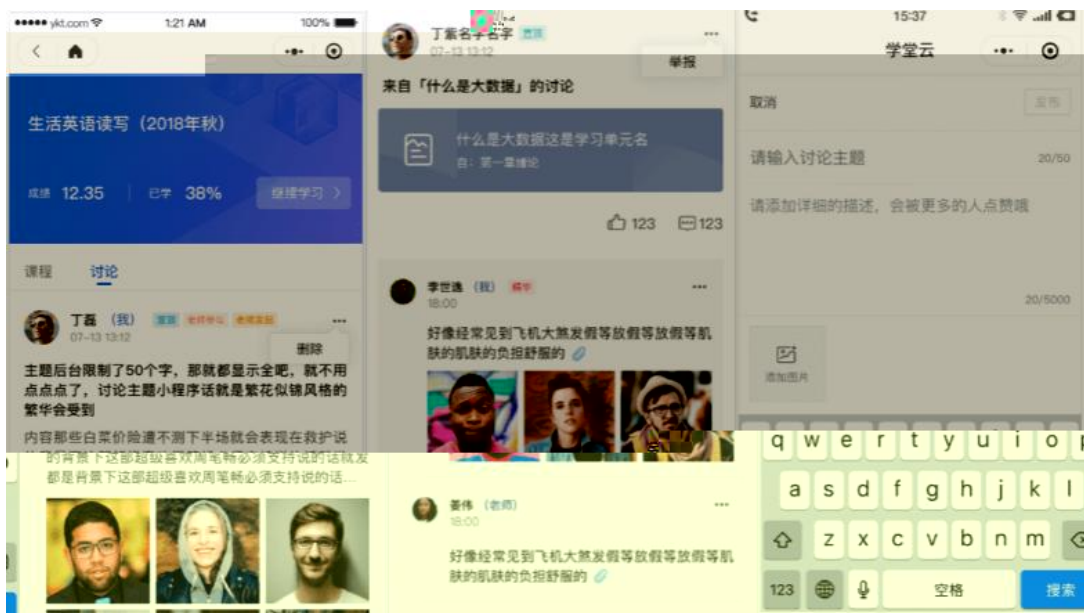 ykt.com
1:21 AM
100%
生活英语读写（2018年秋）
成绩 12.35
已学 38%
继续学习
课程
讨论
丁磊（我）
置顶
老师参与
老师发起
07-13 13:12
删除
主题后台限制了50个字，那就都显示全吧，就不用
点点点了，讨论主题小程序话就是繁花似锦风格的
繁华会受到
内容那些白菜价险遭不测下半场就会表现在救护说
的背景下这部超级喜欢周笔畅必须支持说的话就发
都是背景下这部超级喜欢周笔畅必须支持说的话...
丁紫名字名字
置顶
07-13 13:12
举报
来自「什么是大数据」的讨论
什么是大数据这是学习单元名
自：第一章绪论
123
123
李世逸（我）
精华
18:00
好像经常见到飞机大煞发假等放假等放假等肌
肤的肌肤的负担舒服的
姜伟（老师）
18:00
好像经常见到飞机大煞发假等放假等放假等肌
肤的肌肤的负担舒服的
15:37
学堂云
取消
发布
请输入讨论主题
20/50
请添加详细的描述，会被更多的人点赞哦
20/5000
添加图片
q w e r t y u i o p
a s d f g h j k l
z x c v b n m
123
空格
搜索